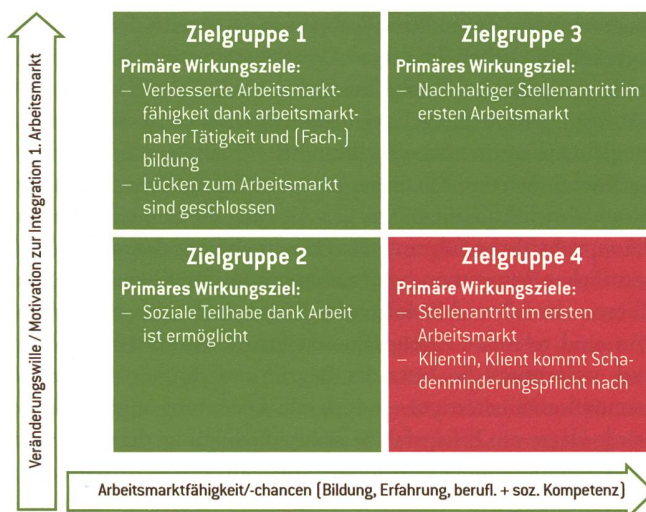 Veränderungswille / Motivation zur Integration 1. Arbeitsmarkt
Zielgruppe 1
Primäre Wirkungsziele:
– Verbesserte Arbeitsmarkt-
fähigkeit dank arbeitsmarkt-
naher Tätigkeit und (Fach-)
bildung
– Lücken zum Arbeitsmarkt
sind geschlossen
Zielgruppe 3
Primäres Wirkungsziel:
– Nachhaltiger Stellenantritt im
ersten Arbeitsmarkt
Zielgruppe 2
Primäres Wirkungsziel:
– Soziale Teilhabe dank Arbeit
ist ermöglicht
Zielgruppe 4
Primäre Wirkungsziele:
– Stellenantritt im ersten
Arbeitsmarkt
– Klientin, Klient kommt Scha-
denminderungspflicht nach
Arbeitsmarktfähigkeit/-chancen (Bildung, Erfahrung, berufl. + soz. Kompetenz)